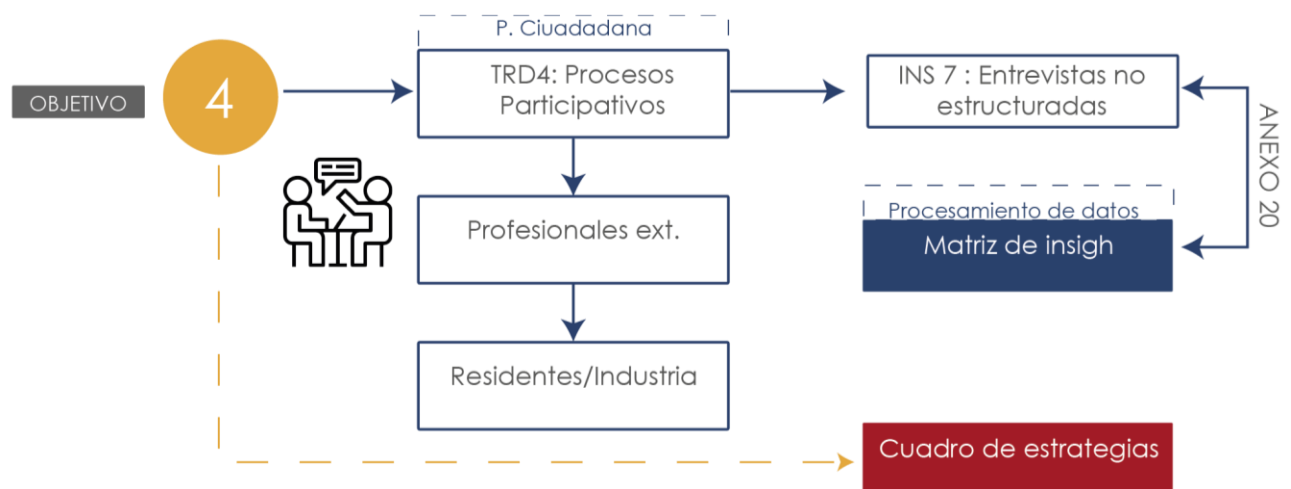 OBJETIVO
4
P. Ciuadadana
TRD4: Procesos
Participativos
INS 7 : Entrevistas no
estructuradas
ANEXO 20
Profesionales ext.
Procesamiento de datos
Matriz de insigh
Residentes/Industria
Cuadro de estrategias